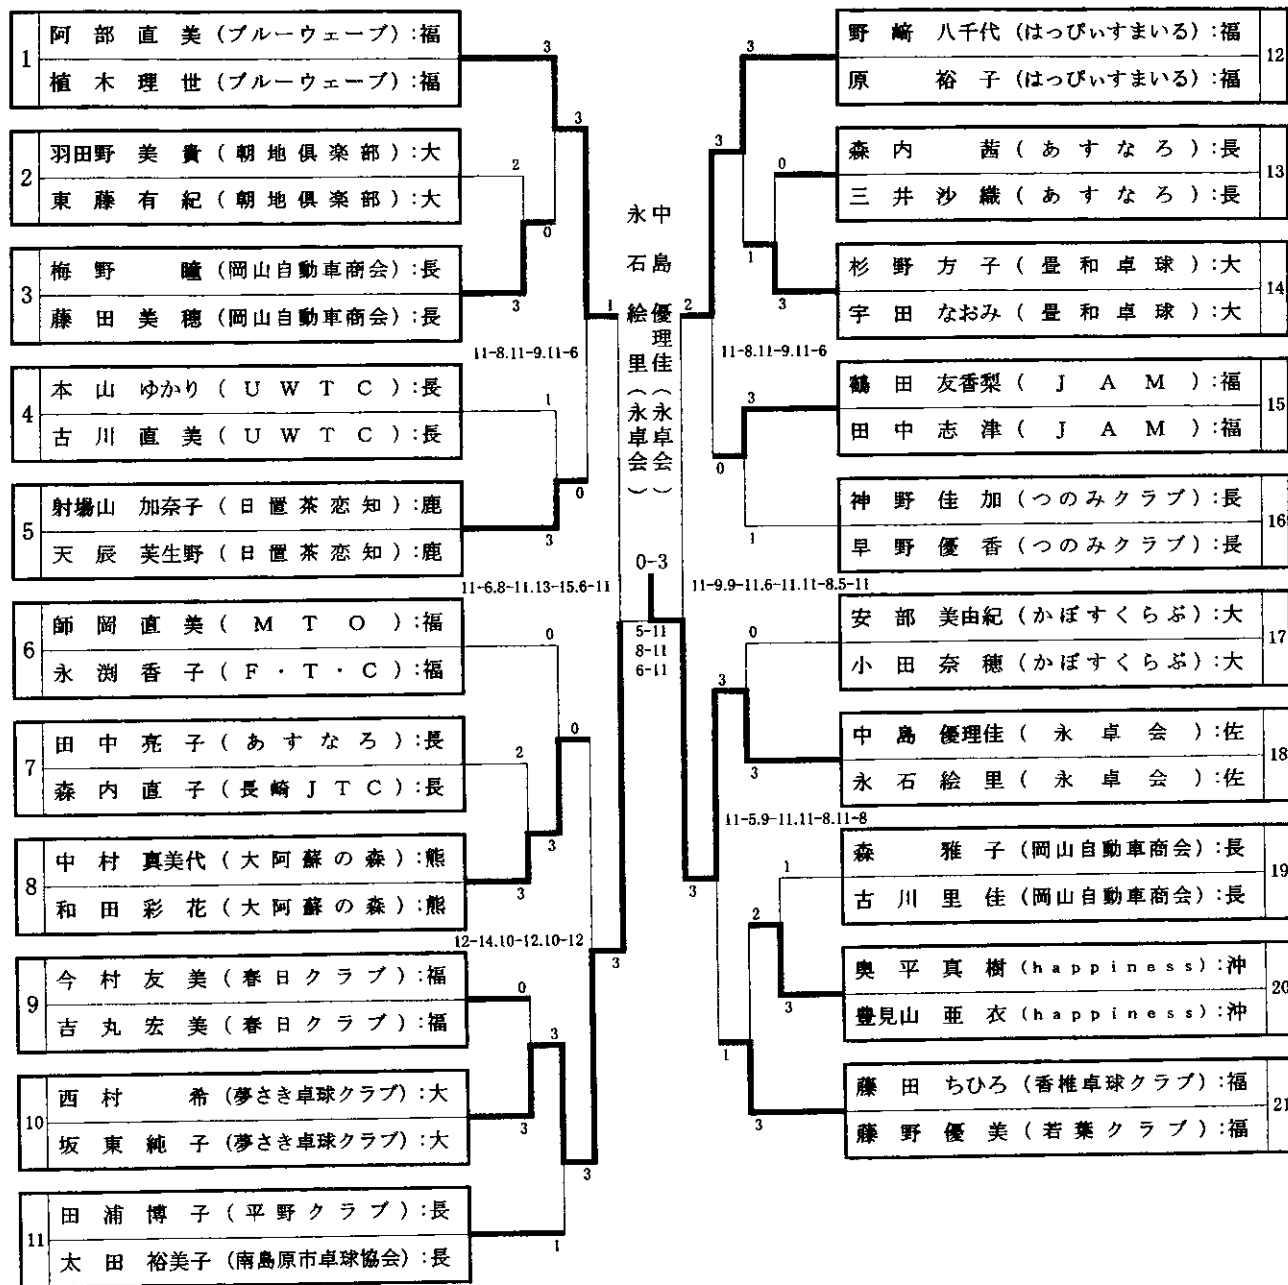 1
阿部直美(ブルーウェーブ):福
植木理世(ブルーウェーブ):福
3
3
2
羽田野美貴(朝地倶楽部):大
東藤有紀(朝地倶楽部):大
2
0
3
梅野瞳(岡山自動車商会):長
藤田美穂(岡山自動車商会):長
3
1
11-8.11-9.11-6
4
本山ゆかり(UWTC):長
古川直美(UWTC):長
1
0
5
射場山加奈子(日置茶恋知):鹿
天辰芙生野(日置茶恋知):鹿
3
11-6.8-11.13-15.6-11
6
師岡直美(MTO):福
永渕香子(F・T・C):福
0
0
7
田中亮子(あすなろ):長
森内直子(長崎JTC):長
2
3
8
中村真美代(大阿蘇の森):熊
和田彩花(大阿蘇の森):熊
3
12-14.10-12.10-12
3
9
今村友美(春日クラブ):福
吉丸宏美(春日クラブ):福
0
3
10
西村希(夢さき卓球クラブ):大
坂東純子(夢さき卓球クラブ):大
3
3
11
田浦博子(平野クラブ):長
太田裕美子(南島原市卓球協会):長
1
中島優理佳(永卓会)
永石絵里(永卓会)
0-3
5-11
8-11
6-11
野﨑八千代(はっぴぃすまいる):福
原裕子(はっぴぃすまいる):福
12
3
3
森内茜(あすなろ):長
三井沙織(あすなろ):長
13
0
1
杉野方子(畳和卓球):大
宇田なおみ(畳和卓球):大
14
3
2
11-8.11-9.11-6
鶴田友香梨(JAM):福
田中志津(JAM):福
15
3
0
神野佳加(つのみクラブ):長
早野優香(つのみクラブ):長
16
1
11-9.9-11.6-11.11-8.5-11
安部美由紀(かぼすくらぶ):大
小田奈穂(かぼすくらぶ):大
17
0
3
中島優理佳(永卓会):佐
永石絵里(永卓会):佐
18
3
11-5.9-11.11-8.11-8
3
森雅子(岡山自動車商会):長
古川里佳(岡山自動車商会):長
19
1
2
奥平真樹(happiness):沖
豊見山亜衣(happiness):沖
20
3
1
藤田ちひろ(香椎卓球クラブ):福
藤野優美(若葉クラブ):福
21
3